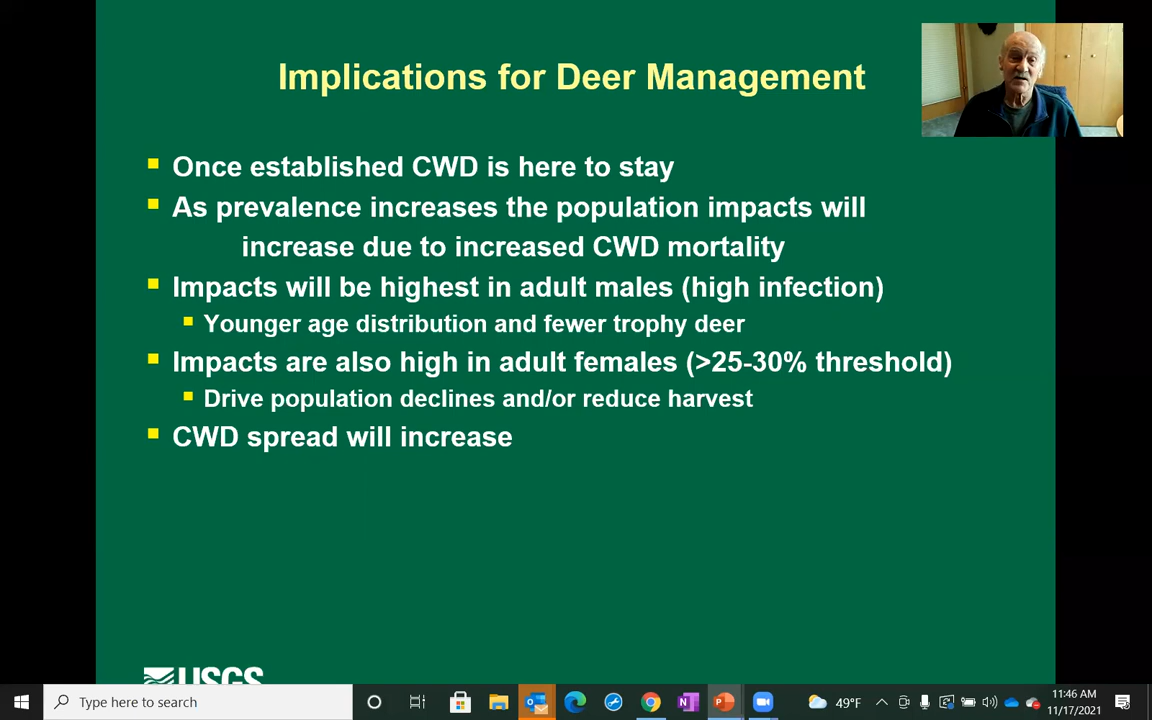 Implications for Deer Management
Once established CWD is here to stay
As prevalence increases the population impacts will
increase due to increased CWD mortality
Impacts will be highest in adult males (high infection)
Younger age distribution and fewer trophy deer
Impacts are also high in adult females (>25-30% threshold)
Drive population declines and/or reduce harvest
CWD spread will increase
USGS
Type here to search
49°F
11:46 AM
11/17/2021